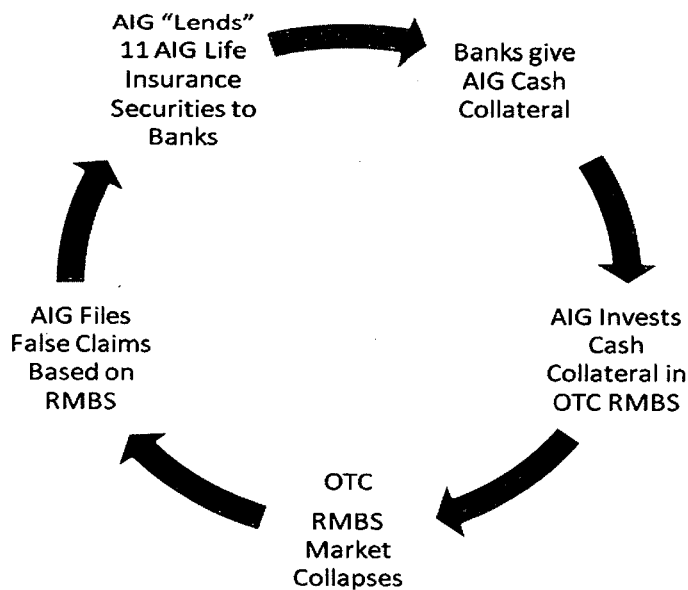 AIG “Lends”
11 AIG Life
Insurance
Securities to
Banks
Banks give
AIG Cash
Collateral
AIG Invests
Cash
Collateral in
OTC RMBS
OTC
RMBS
Market
Collapses
AIG Files
False Claims
Based on
RMBS